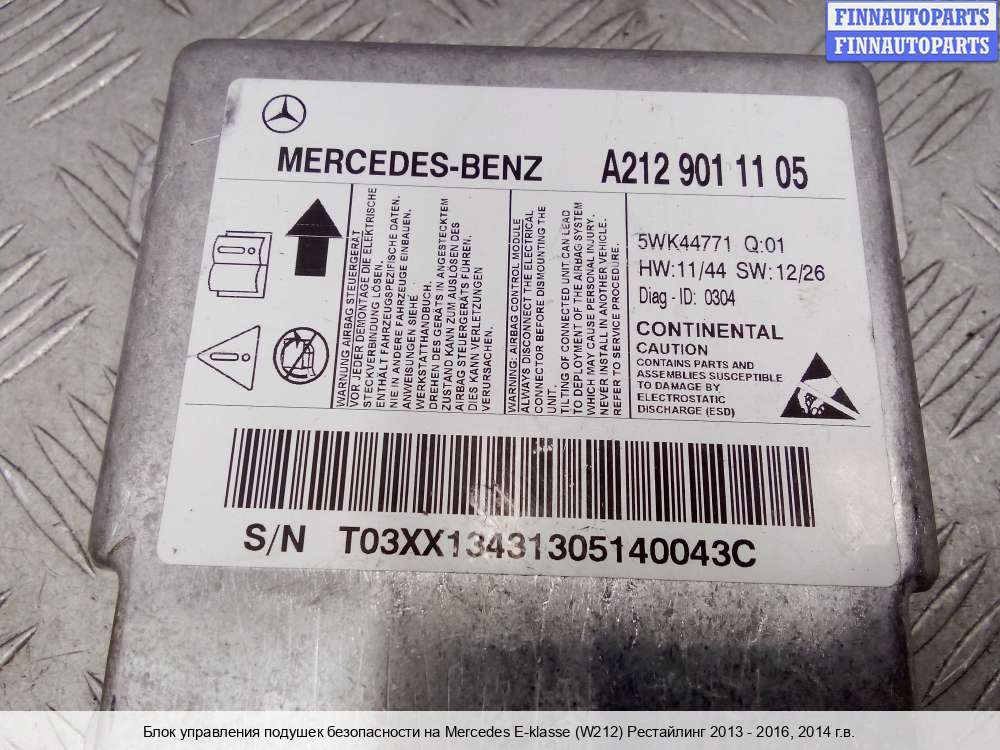 FINNAUTOPARTS
FINNAUTOPARTS
MERCEDES-BENZ A212 901 11 05
WARNUNG AIRBAG STEUERGERÄT
VOR JEDER DEMONTAGE DIE ELEKTRISCHE
STECKVERBINDUNG LÖSEN.
ENTHÄLT FAHRZEUGSPEZIFISCHE DATEN.
NIE IN ANDERE FAHRZEUGE EINBAUEN.
ANWEISUNGEN SIEHE
WERKSTATTHANDBUCH.
DREHEN DES GERÄTS IN ANGESTECKTEM
ZUSTAND KANN ZUM AUSLÖSEN DES
AIRBAG STEUERGERÄTS FÜHREN.
DIES KANN VERLETZUNGEN
VERURSACHEN.
WARNING: AIRBAG CONTROL MODULE
ALWAYS DISCONNECT THE ELECTRICAL
CONNECTOR BEFORE DISMOUNTING THE
UNIT.
TILTING OF CONNECTED UNIT CAN LEAD
TO DEPLOYMENT OF THE AIRBAG SYSTEM
WHICH MAY CAUSE PERSONAL INJURY.
NEVER INSTALL IN ANOTHER VEHICLE.
REFER TO SERVICE PROCEDURE.
5WK44771 Q:01
HW:11/44 SW:12/26
Diag - ID: 0304
CONTINENTAL
CAUTION
CONTAINS PARTS AND
ASSEMBLIES SUSCEPTIBLE
TO DAMAGE BY
ELECTROSTATIC
DISCHARGE (ESD)
S/N T03XX13431305140043C
Блок управления подушек безопасности на Mercedes E-klasse (W212) Рестайлинг 2013 - 2016, 2014 г.в.